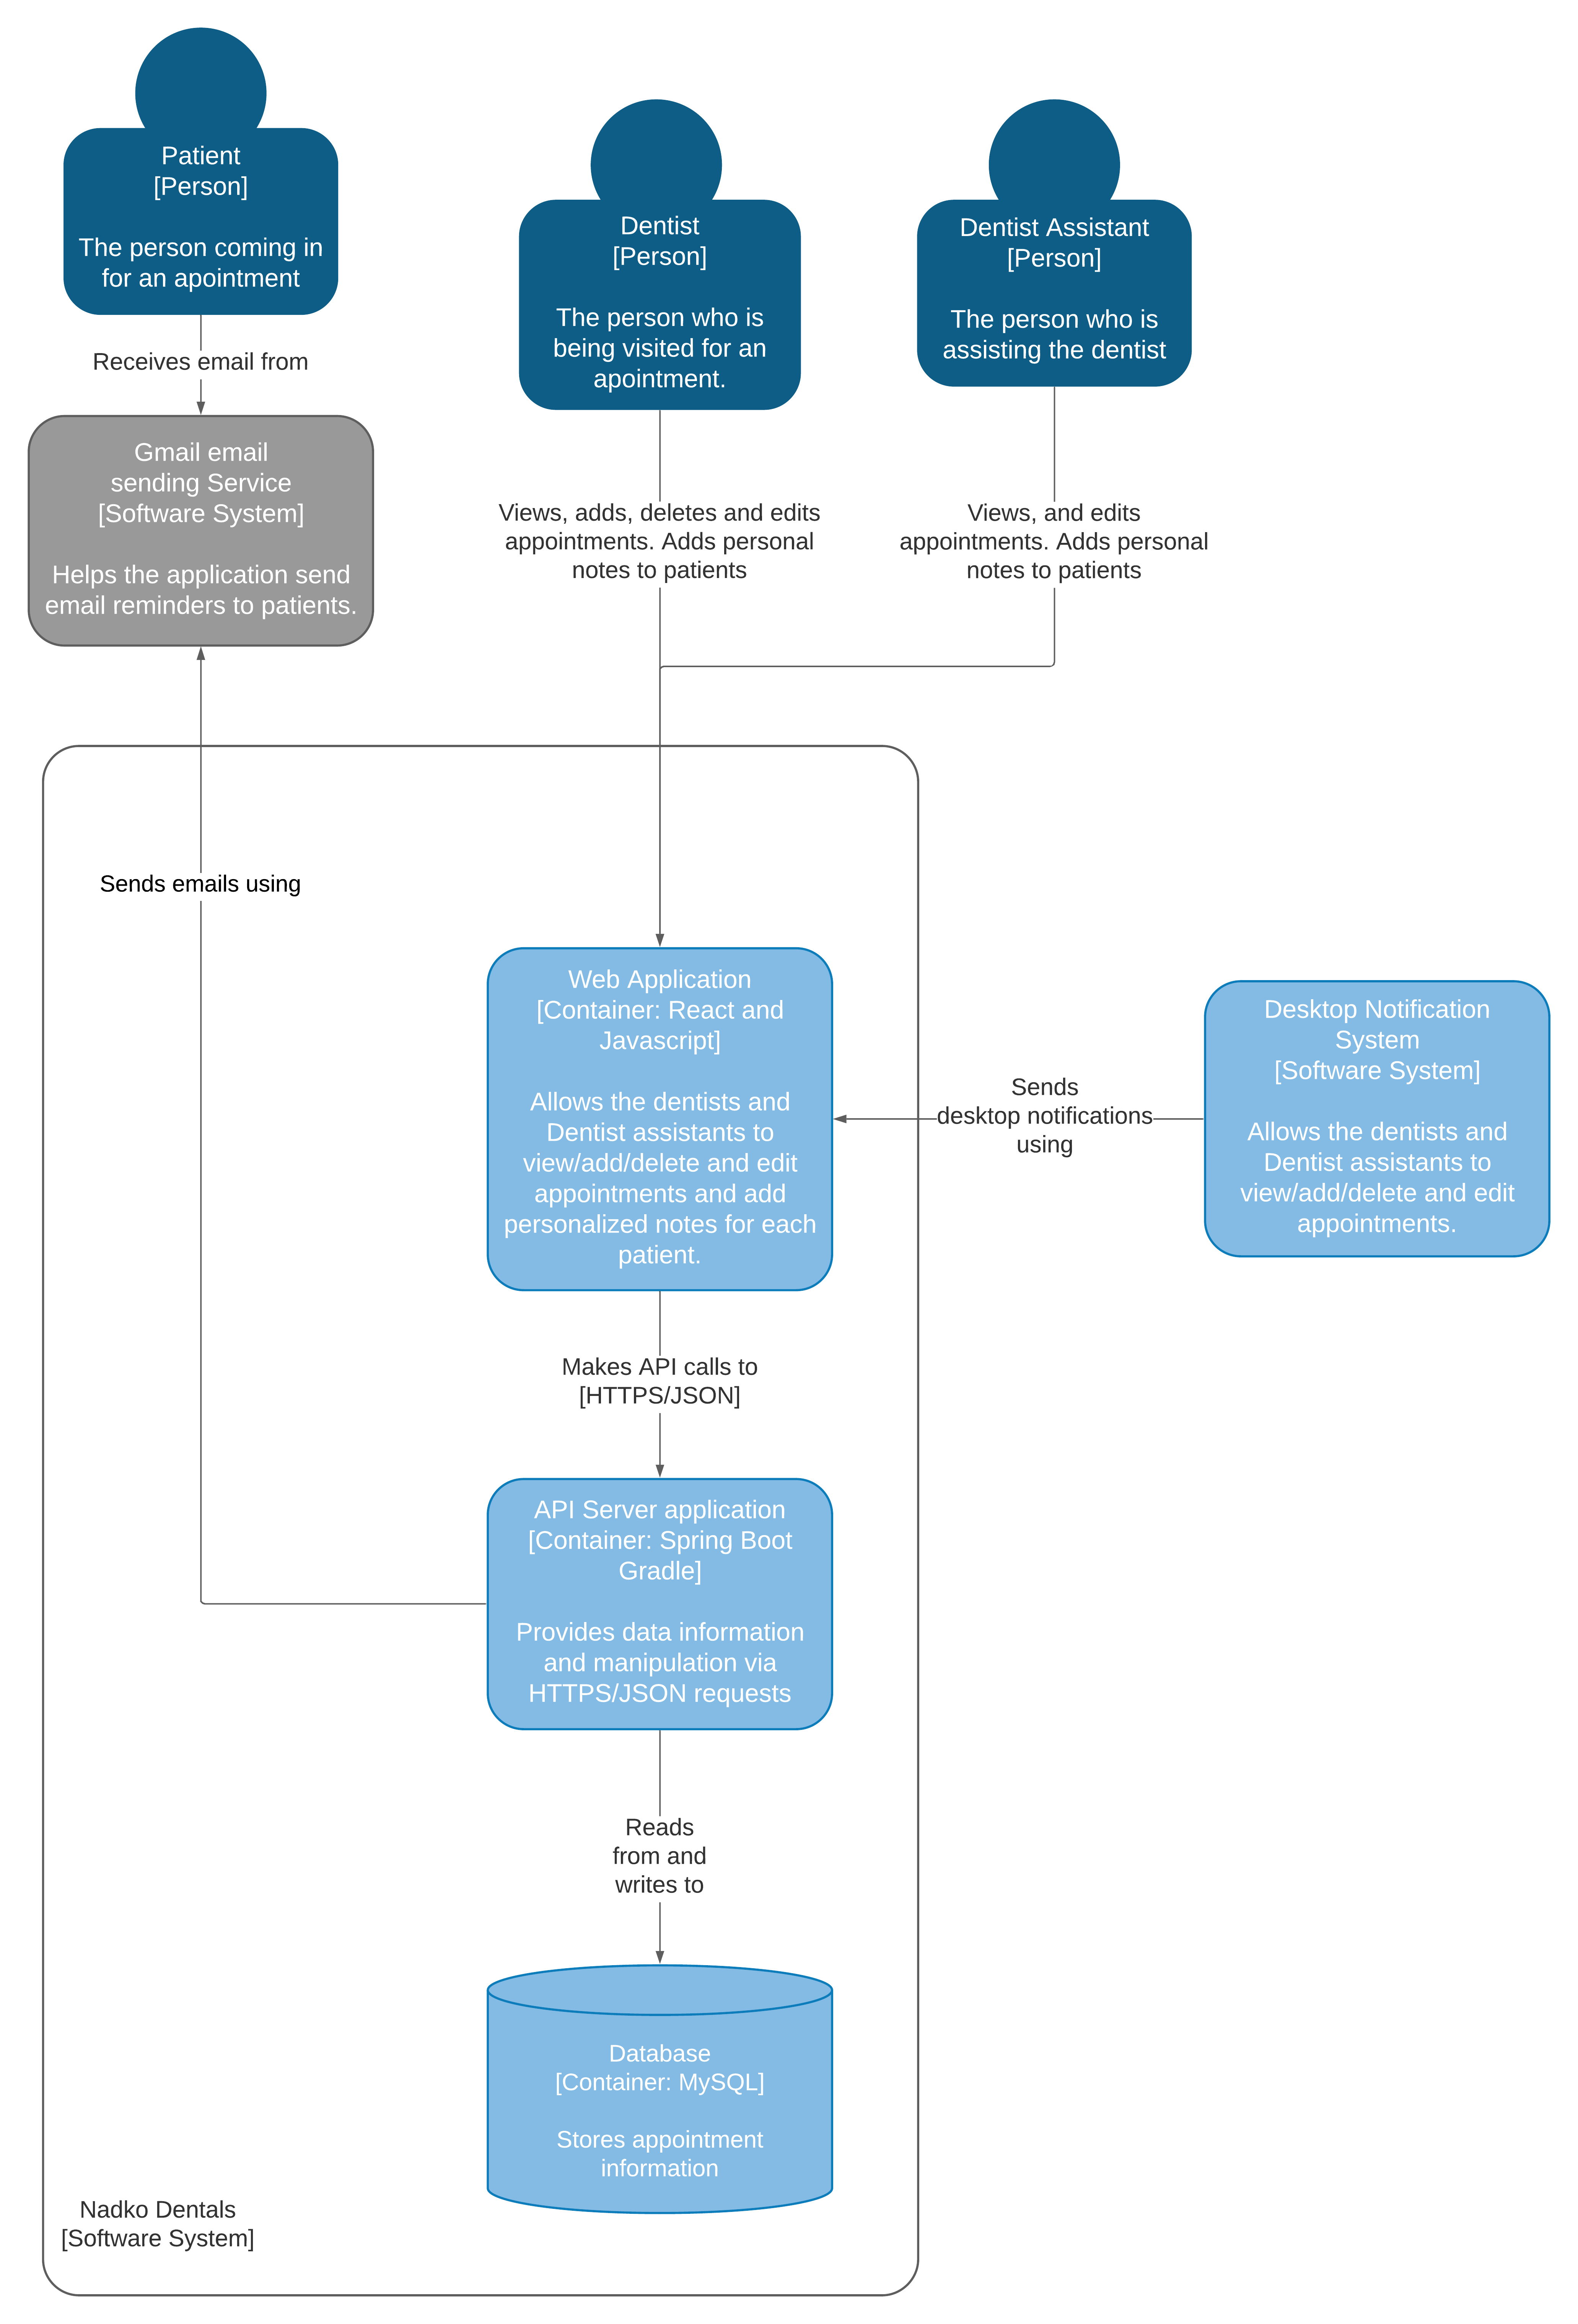 Patient
[Person]
The person coming in
for an apointment
Dentist
[Person]
The person who is
being visited for an
apointment.
Dentist Assistant
[Person]
The person who is
assisting the dentist
Receives email from
Gmail email
sending Service
[Software System]
Helps the application send
email reminders to patients.
Views, adds, deletes and edits
appointments. Adds personal
notes to patients
Views, and edits
appointments. Adds personal
notes to patients
Sends emails using
Web Application
[Container: React and
Javascript]
Allows the dentists and
Dentist assistants to
view/add/delete and edit
appointments and add
personalized notes for each
patient.
Sends
desktop notifications
using
Desktop Notification
System
[Software System]
Allows the dentists and
Dentist assistants to
view/add/delete and edit
appointments.
Makes API calls to
[HTTPS/JSON]
API Server application
[Container: Spring Boot
Gradle]
Provides data information
and manipulation via
HTTPS/JSON requests
Reads
from and
writes to
Database
[Container: MySQL]
Stores appointment
information
Nadko Dentals
[Software System]